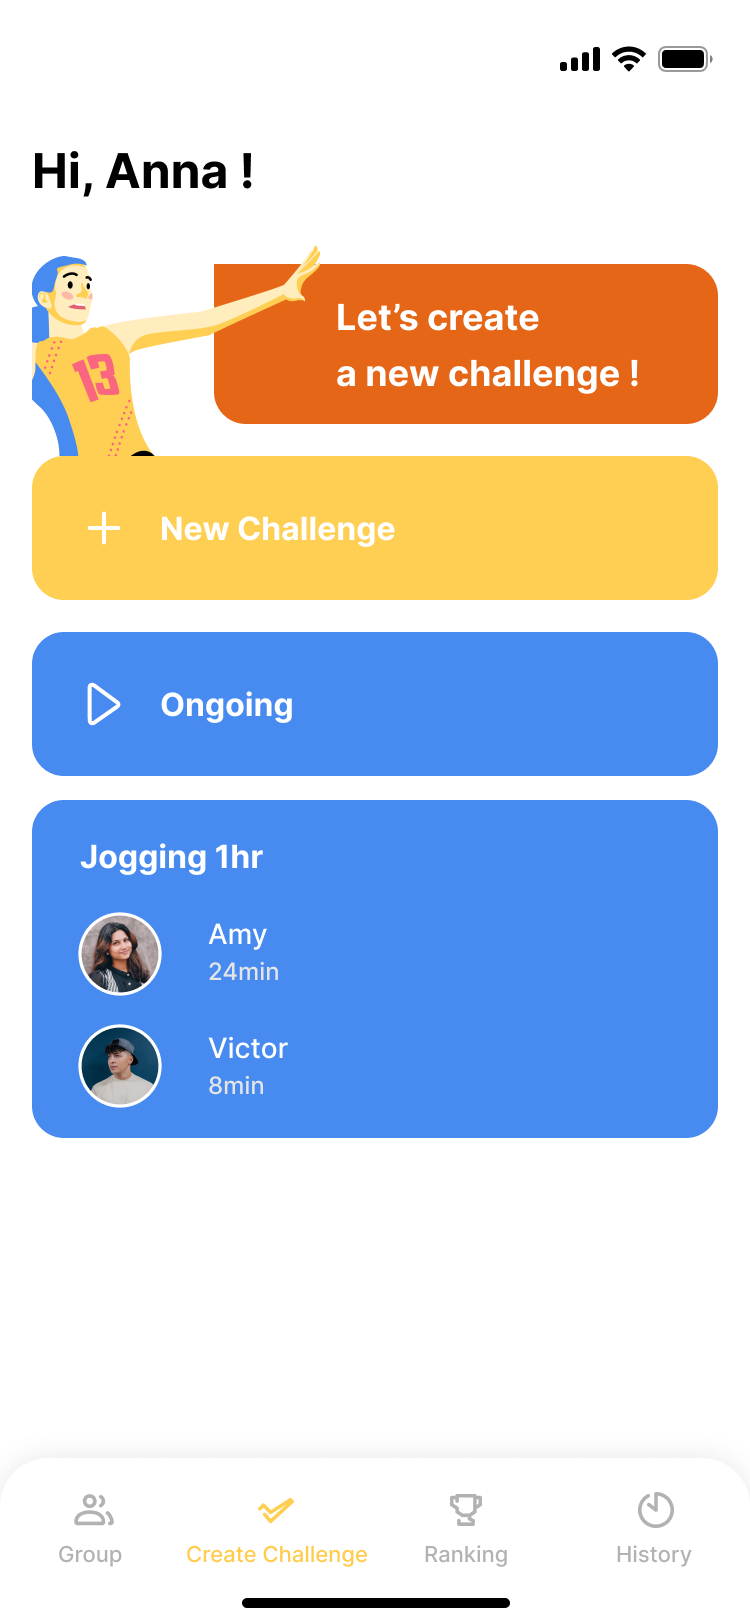 Hi, Anna !
Let’s create
a new challenge !
13
New Challenge
Ongoing
Jogging 1hr
Amy
24min
Victor
8min
Group
Create Challenge
Ranking
History